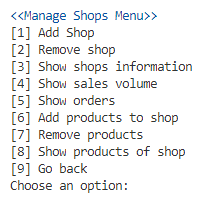 <<Manage Shops Menu>>
[1] Add Shop
[2] Remove shop
[3] Show shops information
[4] Show sales volume
[5] Show orders
[6] Add products to shop
[7] Remove products
[8] Show products of shop
[9] Go back
Choose an option: